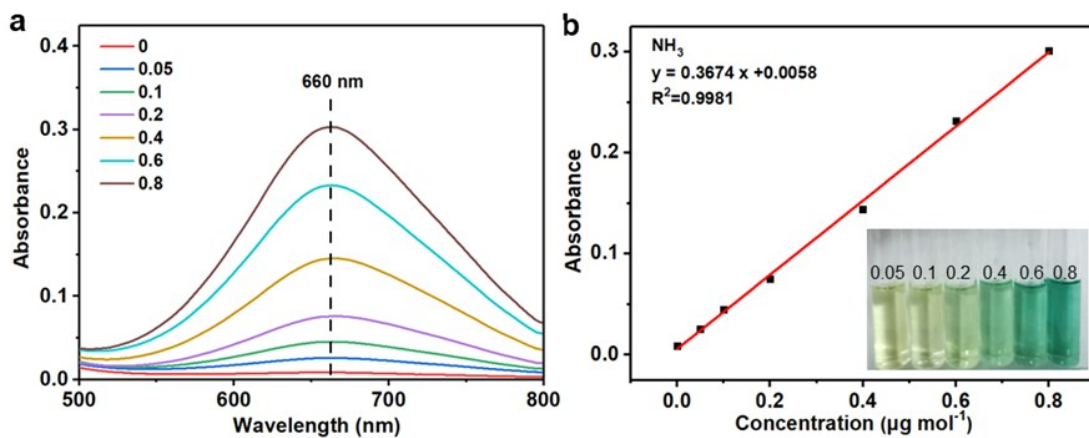 a
0.4
0.3
0.2
0.1
0.0
Absorbance
0
0.05
0.1
0.2
0.4
0.6
0.8
660 nm
500
600
700
800
Wavelength (nm)
b
0.3
0.2
0.1
0.0
Absorbance
NH₃
y = 0.3674 x +0.0058
R²=0.9981
0.05 0.1 0.2 0.4 0.6 0.8
0.0
0.2
0.4
0.6
0.8
Concentration (μg mol⁻¹)